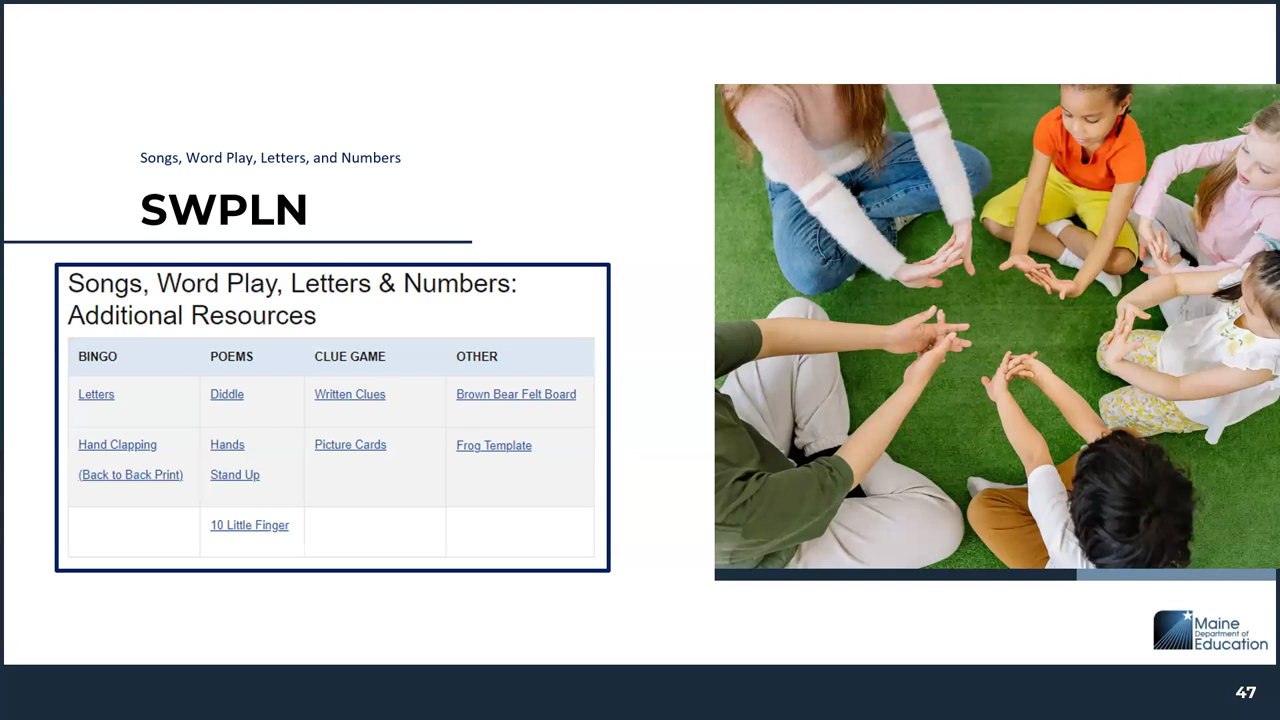 Songs, Word Play, Letters, and Numbers
SWPLN
Songs, Word Play, Letters & Numbers:
Additional Resources
BINGO POEMS CLUE GAME OTHER
Letters Diddle Written Clues Brown Bear Felt Board
Hand Clapping Hands Picture Cards Frog Template
(Back to Back Print) Stand Up
10 Little Finger
Maine
Department of
Education
47